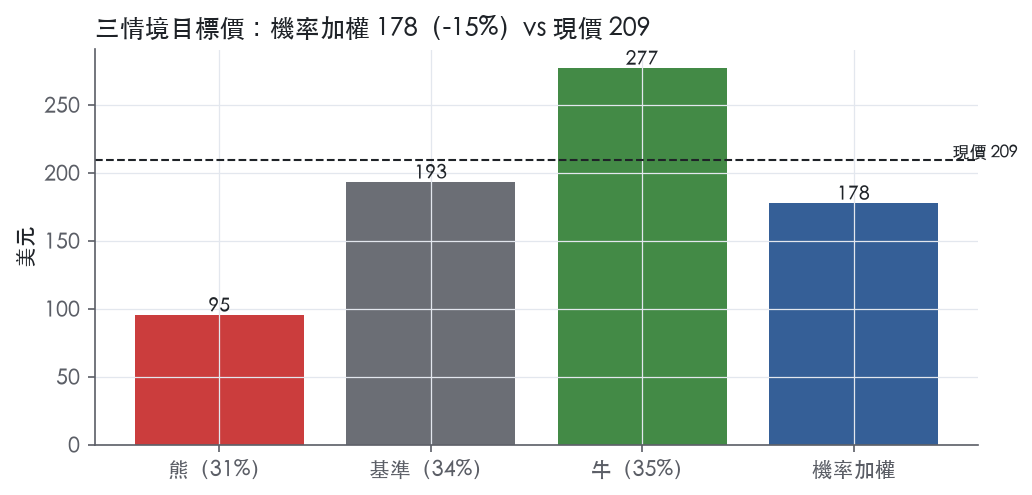 三情境目標價：機率加權 178（-15%）vs 現價 209
美元
250
200
150
100
50
0
277
現價 209
193
178
95
熊（31%）
基準（34%）
牛（35%）
機率加權